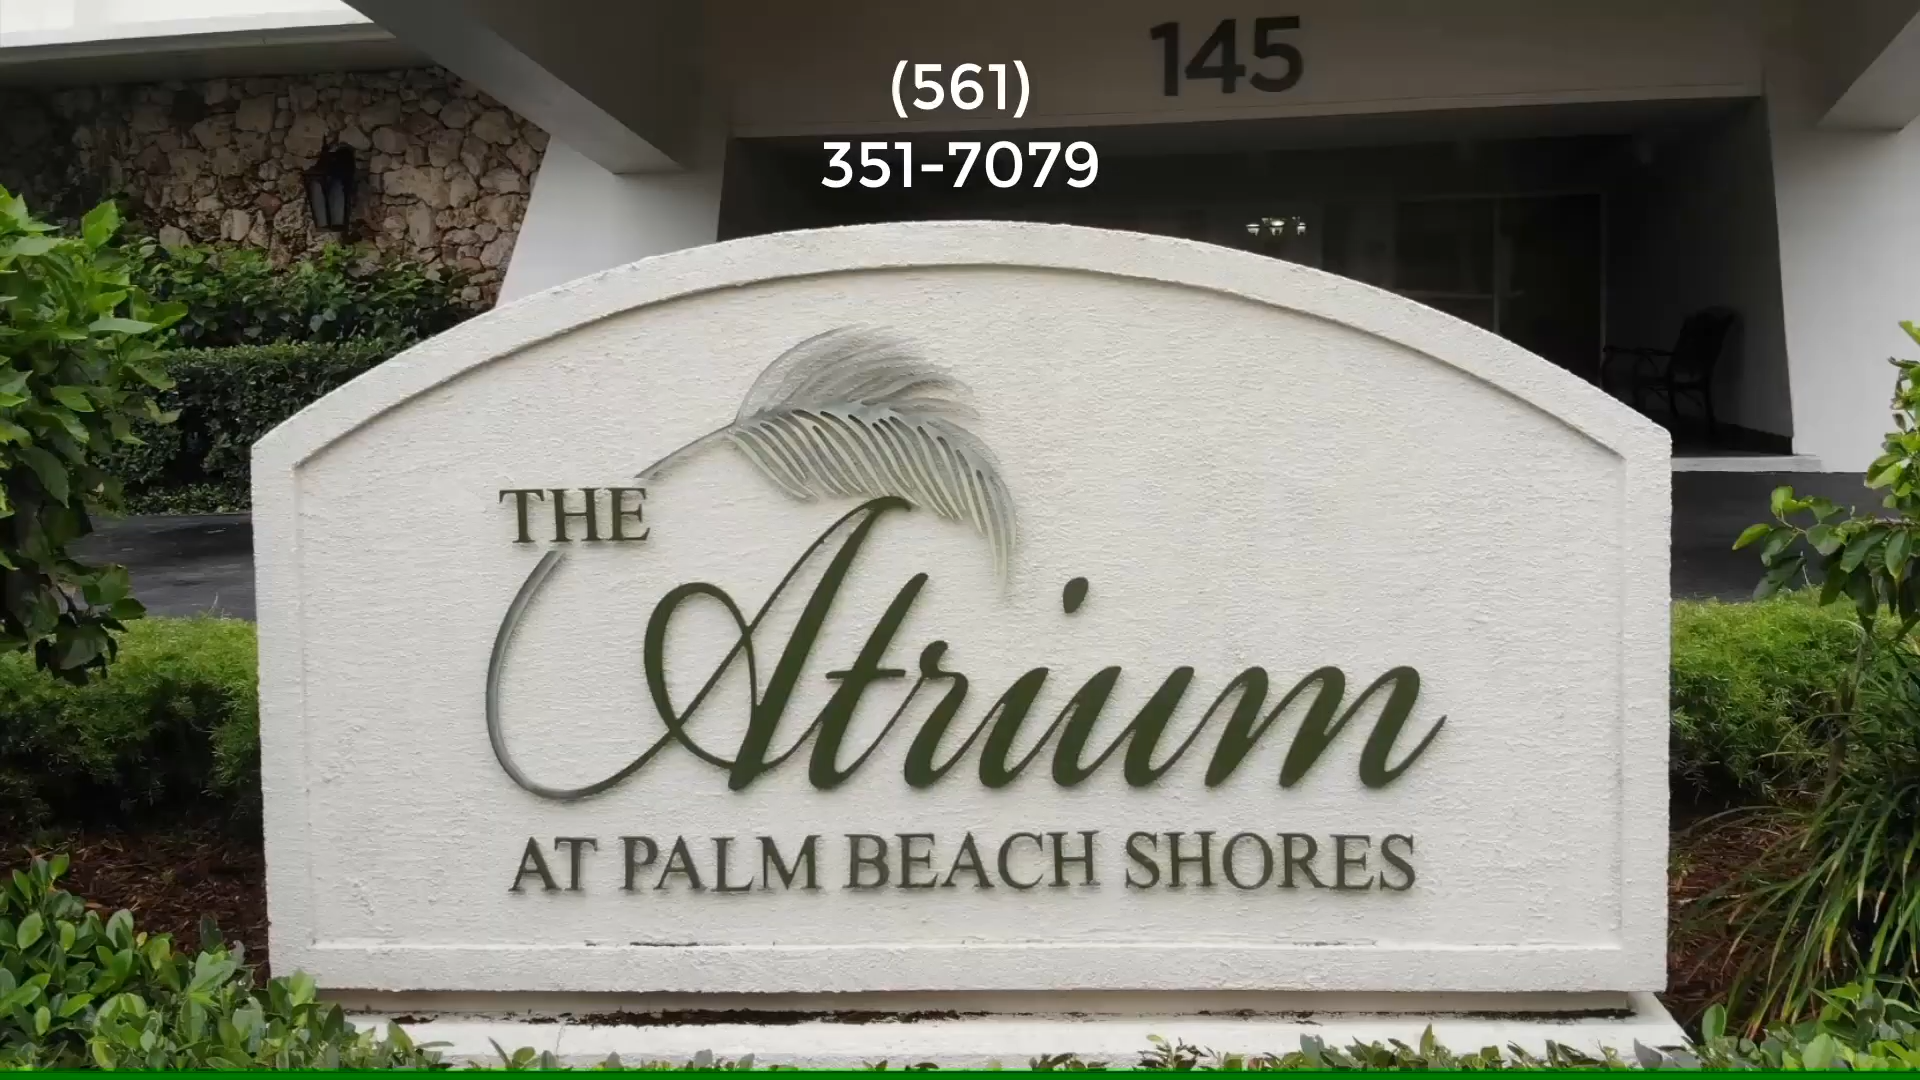 145
(561)
351-7079
THE
Atrium
AT PALM BEACH SHORES